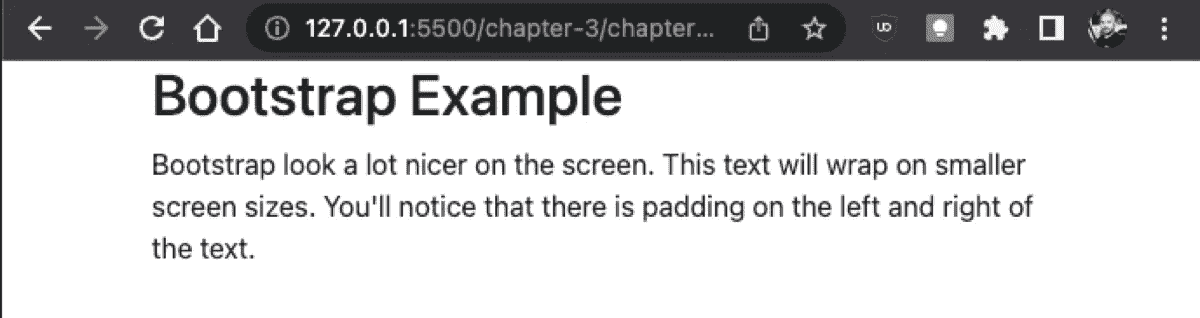 127.0.0.1:5500/chapter-3/chapter...
Bootstrap Example
Bootstrap look a lot nicer on the screen. This text will wrap on smaller
screen sizes. You'll notice that there is padding on the left and right of
the text.